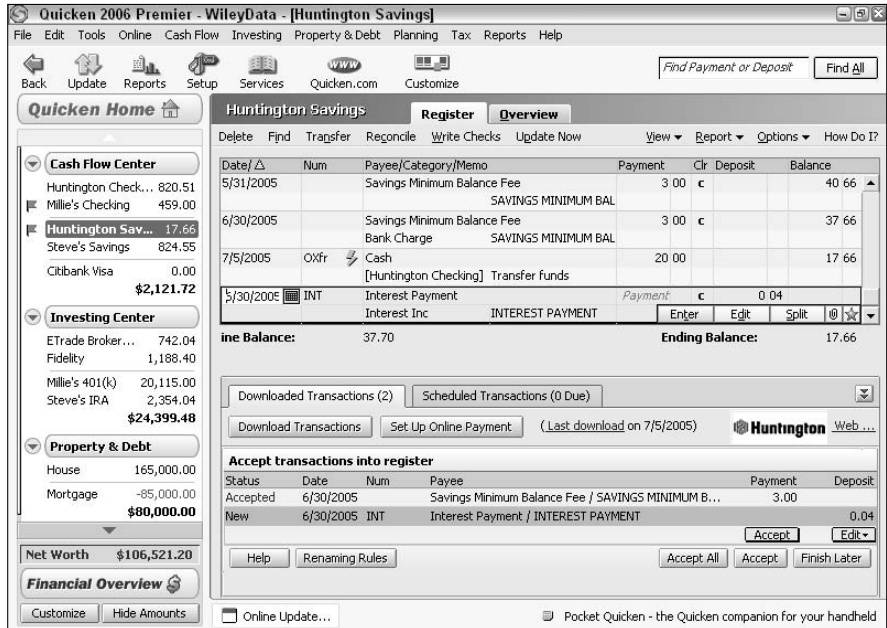 Quicken 2006 Premier - WileyData - [Huntington Savings]
File Edit Tools Online Cash Flow Investing Property & Debt Planning Tax Reports Help
Back Update Reports Setup Services Quicken.com Customize
www
Find Payment or Deposit Find All
Quicken Home
Cash Flow Center
Huntington Check... 820.51
Millie's Checking 459.00
Huntington Sav... 17.66
Steve's Savings 824.55
Citibank Visa 0.00
$2,121.72
Investing Center
ETrade Broker... 742.04
Fidelity 1,188.40
Millie's 401(k) 20,115.00
Steve's IRA 2,354.04
$24,399.48
Property & Debt
House 165,000.00
Mortgage -85,000.00
$80,000.00
Net Worth $106,521.20
Financial Overview
Customize Hide Amounts
Huntington Savings Register Overview
Delete Find Transfer Reconcile Write Checks Update Now View Report Options How Do I?
Date/ Num Payee/Category/Memo Payment Clr Deposit Balance
5/31/2005 Savings Minimum Balance Fee 3 00 c 40 66
SAVINGS MINIMUM BAL
6/30/2005 Savings Minimum Balance Fee 3 00 c 37 66
Bank Charge SAVINGS MINIMUM BAL
7/5/2005 OXfr Cash 20 00 17 66
[Huntington Checking] Transfer funds
5/30/2005 INT Interest Payment Payment c 0 04
Interest Inc INTEREST PAYMENT Enter Edit Split
ine Balance: 37.70 Ending Balance: 17.66
Downloaded Transactions (2) Scheduled Transactions (0 Due)
Download Transactions Set Up Online Payment ( Last download on 7/5/2005) Huntington Web ...
Accept transactions into register
Status Date Num Payee Payment Deposit
Accepted 6/30/2005 Savings Minimum Balance Fee / SAVINGS MINIMUM B... 3.00
New 6/30/2005 INT Interest Payment / INTEREST PAYMENT 0.04
Accept Edit
Help Renaming Rules Accept All Accept Finish Later
Online Update... Pocket Quicken - the Quicken companion for your handheld